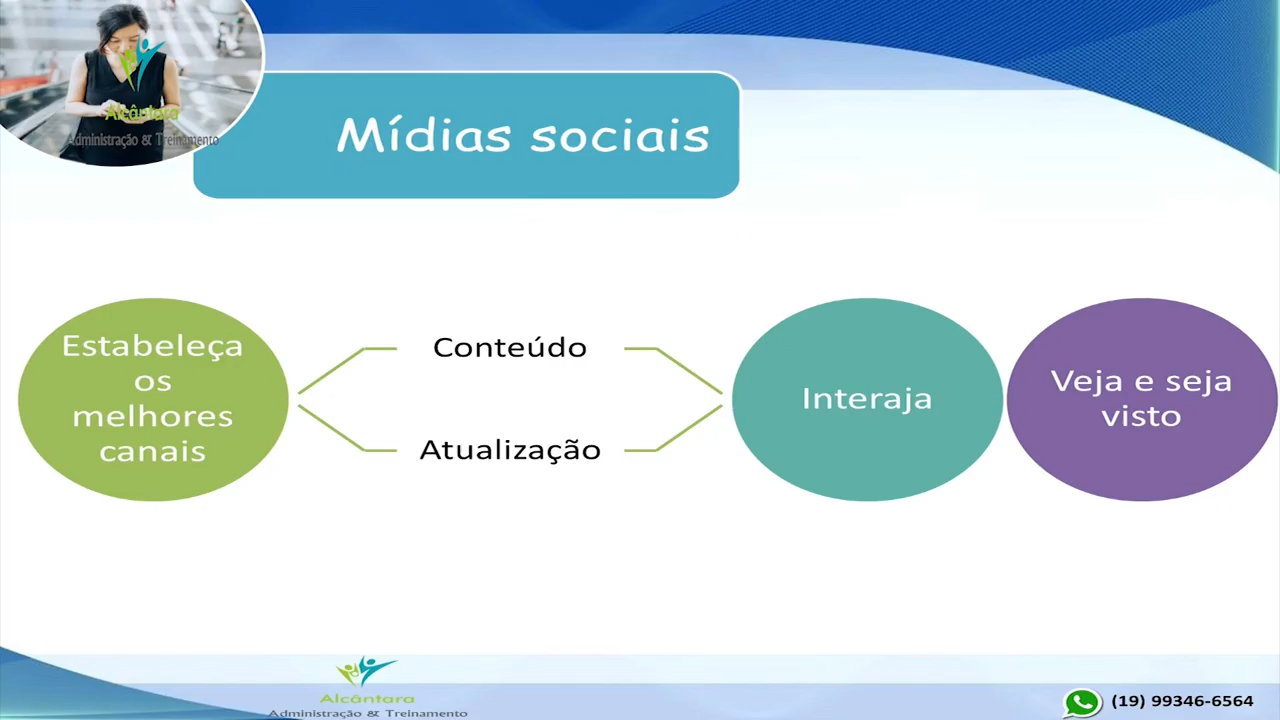 Alcântara
Administração & Treinamento
Mídias sociais
Estabeleça
os
melhores
canais
Conteúdo
Atualização
Interaja
Veja e seja
visto
Alcântara
Administração & Treinamento
(19) 99346-6564